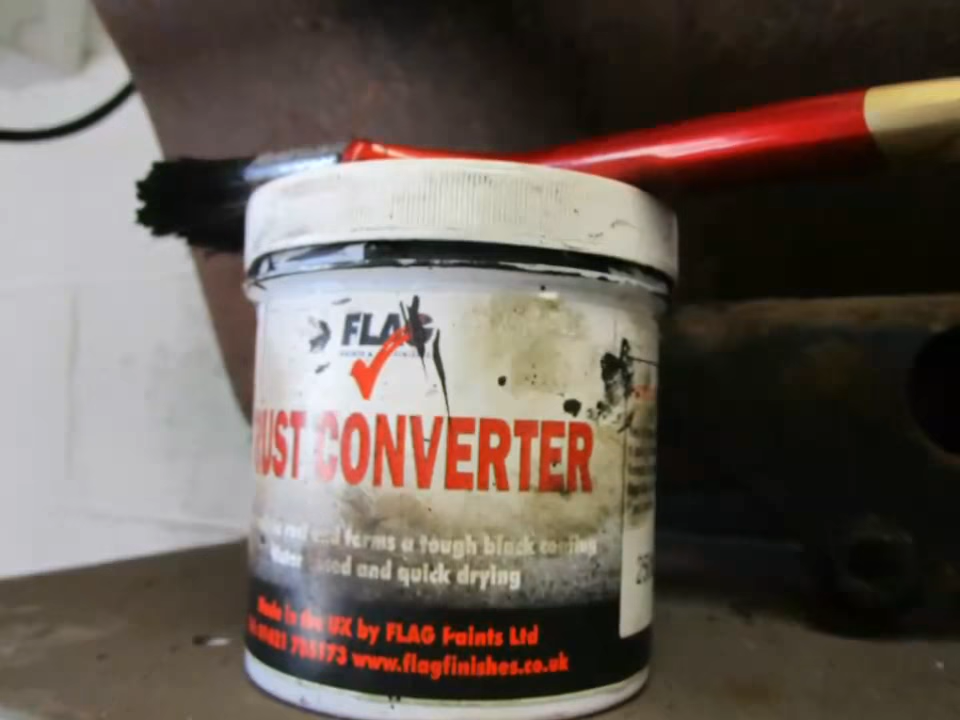 FLAG
RUST CONVERTER
and forms a tough black coating
Water based and quick drying
Made in the UK by FLAG Paints Ltd
www.flagfinishes.co.uk